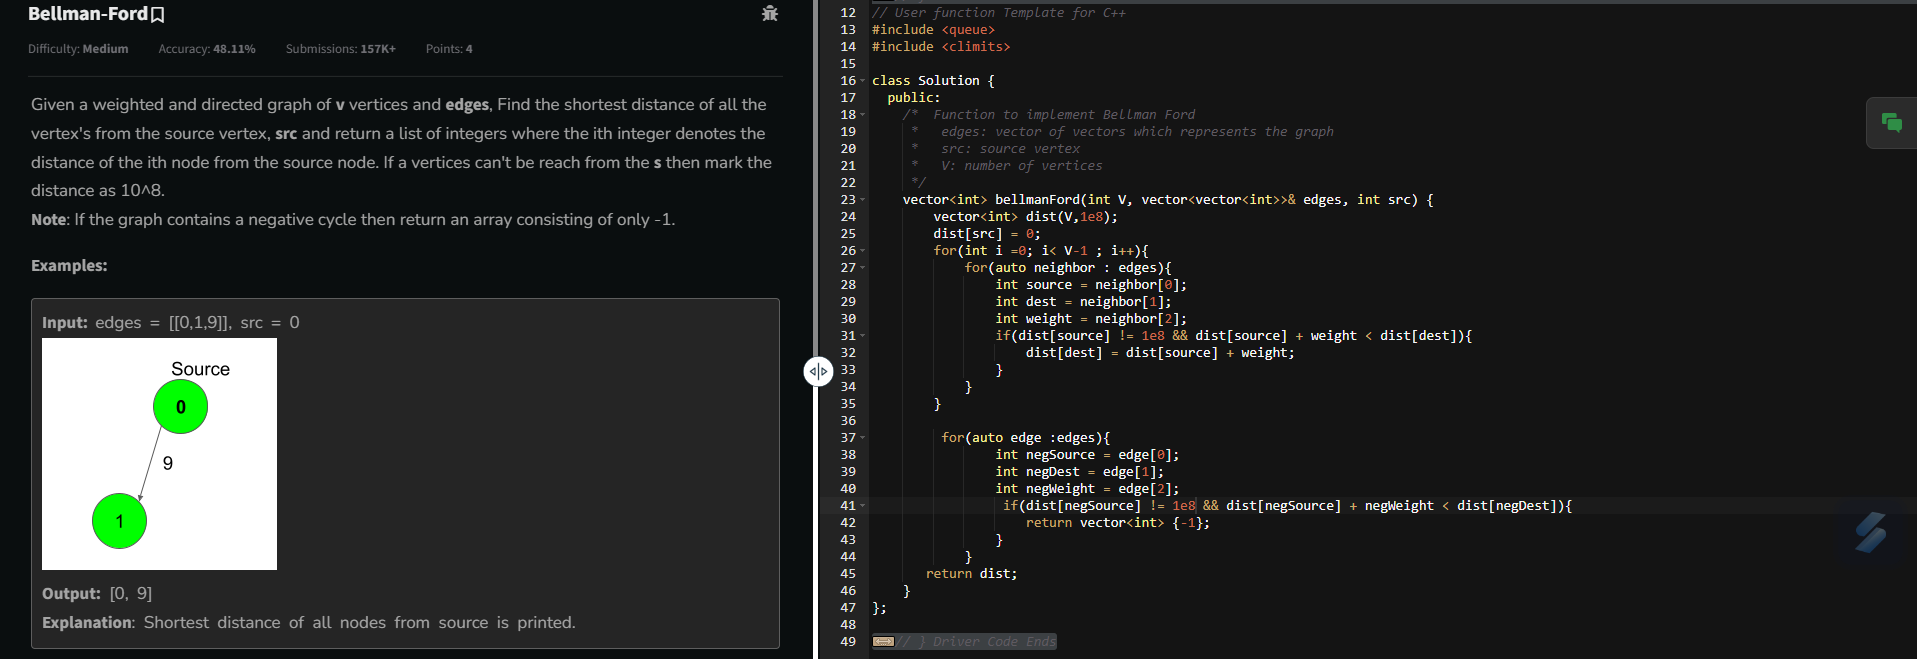 Bellman-Ford
Difficulty: Medium Accuracy: 48.11% Submissions: 157K+ Points: 4
Given a weighted and directed graph of v vertices and edges, Find the shortest distance of all the
vertex's from the source vertex, src and return a list of integers where the ith integer denotes the
distance of the ith node from the source node. If a vertices can't be reach from the s then mark the
distance as 10^8.
Note: If the graph contains a negative cycle then return an array consisting of only -1.
Examples:
Input: edges = [[0,1,9]], src = 0
Source
0
9
1
Output: [0, 9]
Explanation: Shortest distance of all nodes from source is printed.
12 // User function Template for C++
13 #include <queue>
14 #include <climits>
15
16 class Solution {
17 public:
18 /* Function to implement Bellman Ford
19 * edges: vector of vectors which represents the graph
20 * src: source vertex
21 * V: number of vertices
22 */
23 vector<int> bellmanFord(int V, vector<vector<int>>& edges, int src) {
24 vector<int> dist(V,1e8);
25 dist[src] = 0;
26 for(int i =0; i< V-1 ; i++){
27 for(auto neighbor : edges){
28 int source = neighbor[0];
29 int dest = neighbor[1];
30 int weight = neighbor[2];
31 if(dist[source] != 1e8 && dist[source] + weight < dist[dest]){
32 dist[dest] = dist[source] + weight;
33 }
34 }
35 }
36
37 for(auto edge :edges){
38 int negSource = edge[0];
39 int negDest = edge[1];
40 int negWeight = edge[2];
41 if(dist[negSource] != 1e8 && dist[negSource] + negWeight < dist[negDest]){
42 return vector<int> {-1};
43 }
44 }
45 return dist;
46 }
47 };
48
49 // } Driver Code Ends